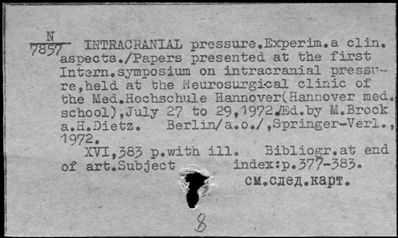 N
7857 INTRACRANIAL pressure.Experim.a clin.
aspects./Papers presented at the first
Intern.symposium on intracranial pressu-
re,held at the Neurosurgical clinic of
the Med.Hochschule Hannover(Hannover med.
school),July 27 to 29,1972./Ed.by M.Brock
a.H.Dietz. Berlin/a.o./,Springer-Verl.,
1972.
XVI,383 p.with ill. Bibliogr.at end
of art.Subject index:p.377-383.
см.след.карт.
8